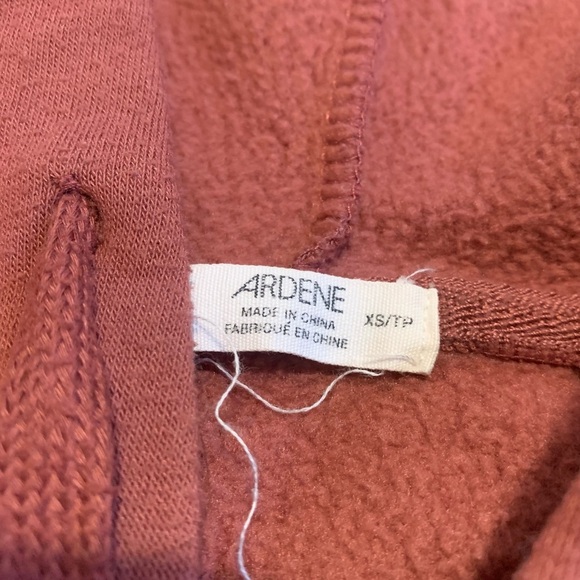 ARDENE
MADE IN CHINA
FABRIQUÉ EN CHINE
XS/TP